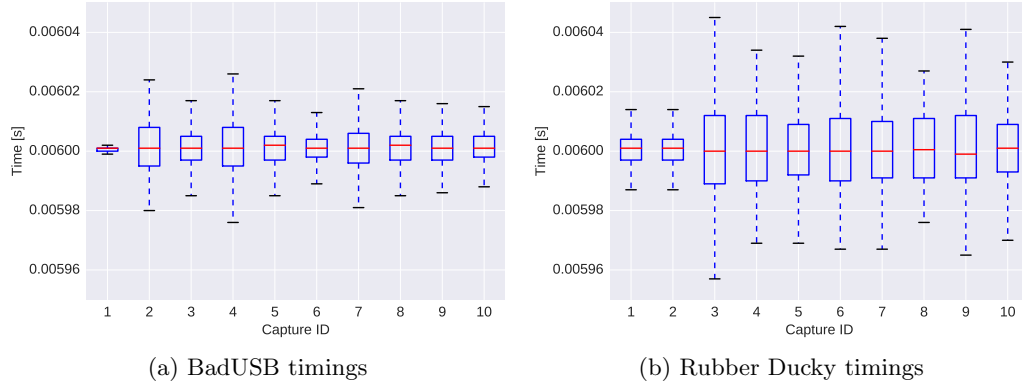 0.00604
0.00602
0.00600
0.00598
0.00596
Time [s]
1 2 3 4 5 6 7 8 9 10
Capture ID
(a) BadUSB timings
0.00604
0.00602
0.00600
0.00598
0.00596
Time [s]
1 2 3 4 5 6 7 8 9 10
Capture ID
(b) Rubber Ducky timings